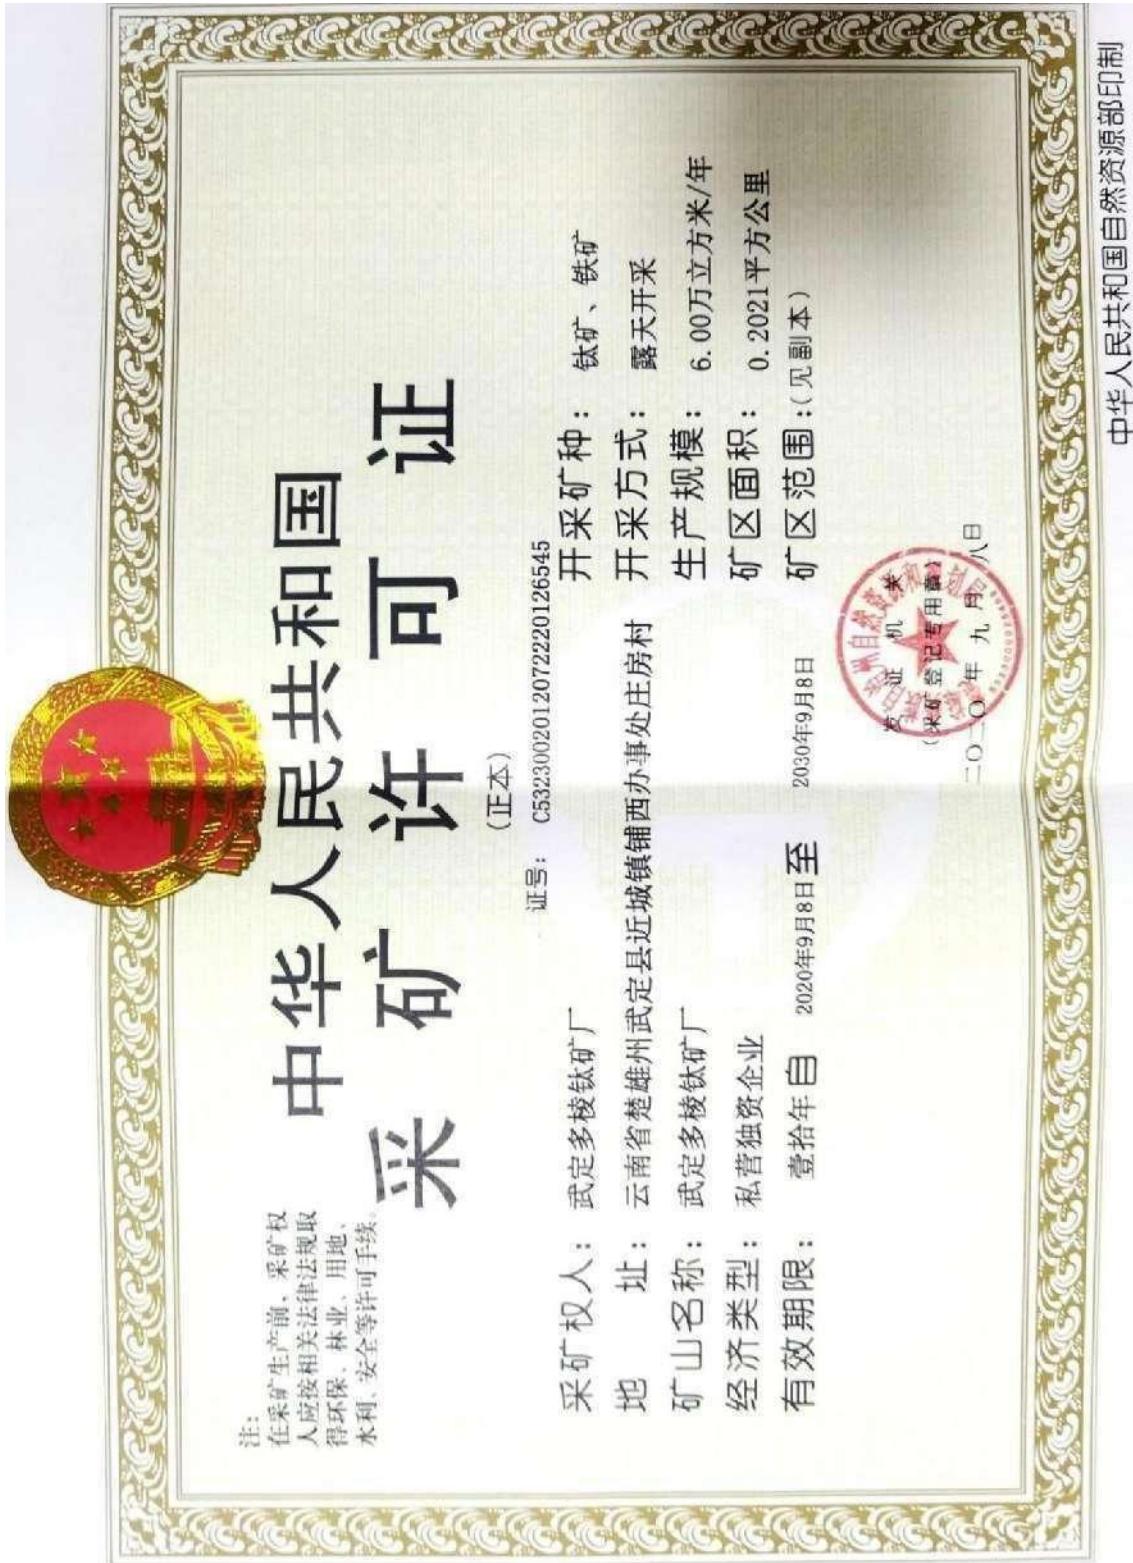 注:
在采矿生产前、采矿权
人应按相关法律法规取
得环保、林业、用地、
水利、安全等许可手续。
中华人民共和国
采矿许可证
(正本)
证号: C5323002012072220126545
采矿权人: 武定多棱钛矿厂
地址: 云南省楚雄州武定县近城镇铺西办事处庄房村
矿山名称: 武定多棱钛矿厂
经济类型: 私营独资企业
有效期限: 壹拾年自 2020年9月8日至 2030年9月8日
开采矿种: 钛矿、铁矿
开采方式: 露天开采
生产规模: 6.00万立方米/年
矿区面积: 0.2021平方公里
矿区范围:(见副本)
发证机关
(采矿登记专用章)
二〇二〇年九月八日
中华人民共和国自然资源部印制